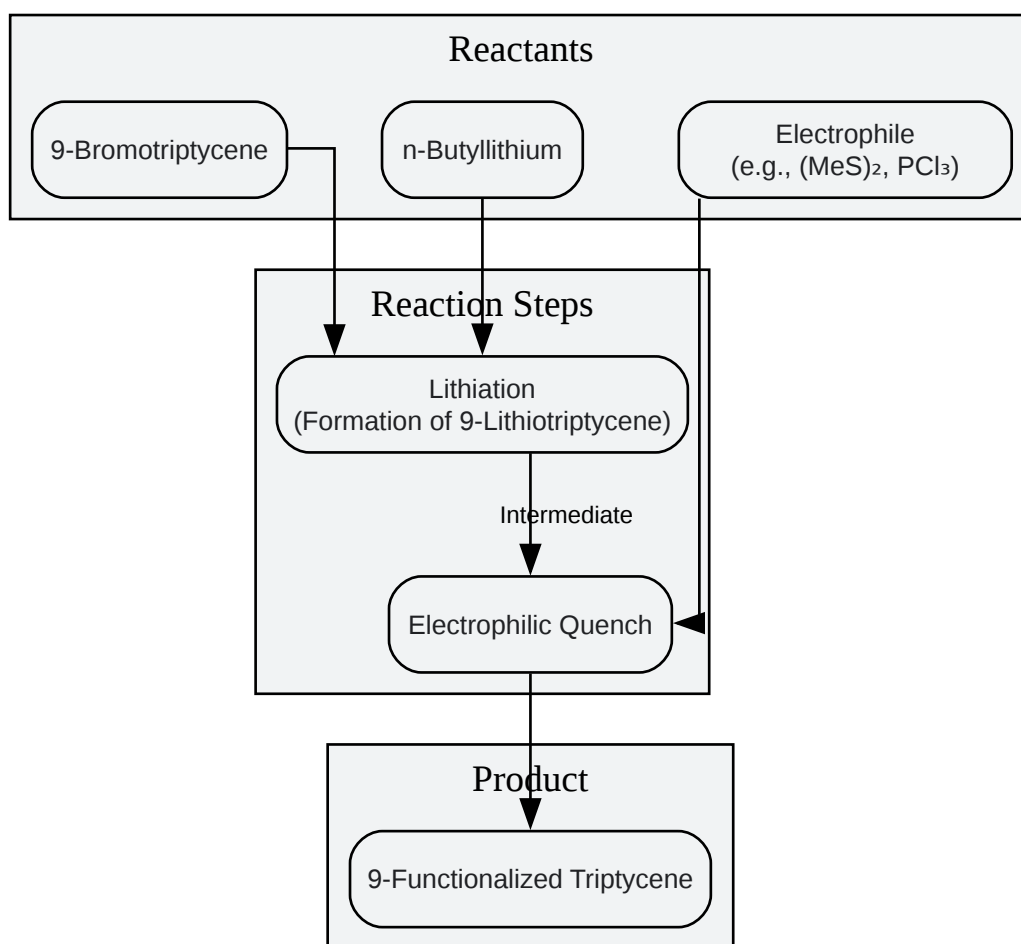 Reactants
9-Bromotriptycene
n-Butyllithium
Electrophile
(e.g., (MeS)₂, PCl₃)
Reaction Steps
Lithiation
(Formation of 9-Lithiotriptycene)
Intermediate
Electrophilic Quench
Product
9-Functionalized Triptycene